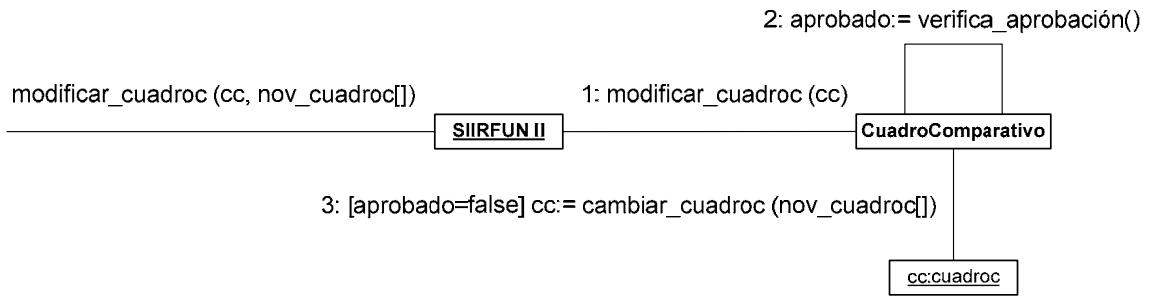 2: aprobado:= verifica_aprobación()
modificar_cuadroc (cc, nov_cuadroc[])
1: modificar_cuadroc (cc)
SIIRFUN II
CuadroComparativo
3: [aprobado=false] cc:= cambiar_cuadroc (nov_cuadroc[])
cc:cuadroc